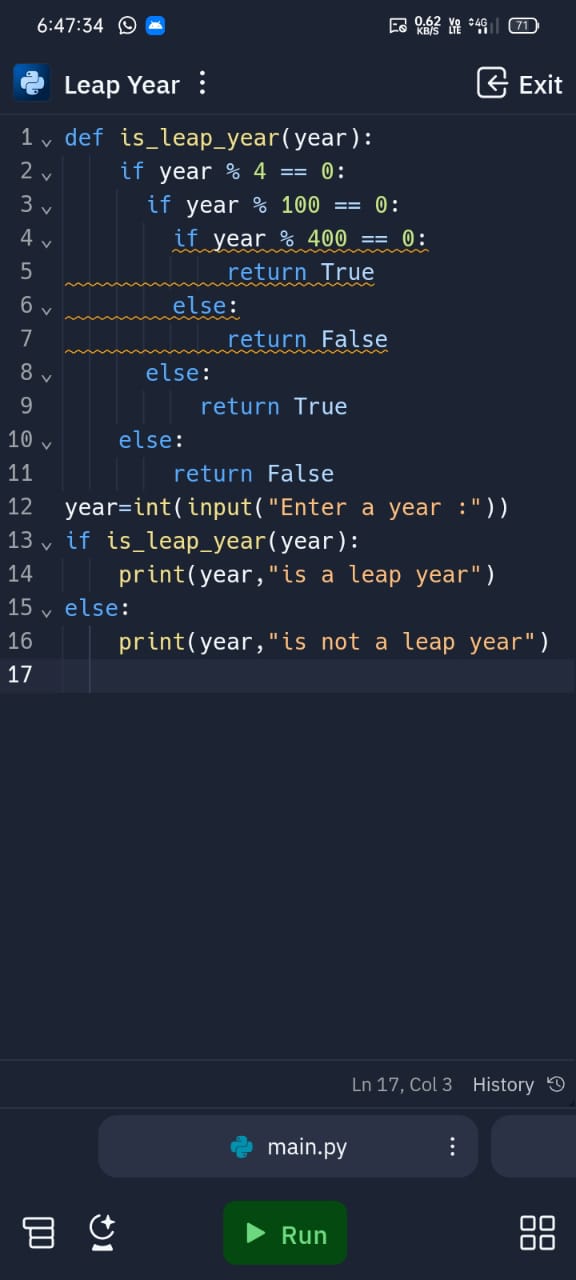 6:47:34 0.62 KB/S Vo LTE 4G 71
Leap Year Exit
1 def is_leap_year(year):
2     if year % 4 == 0:
3       if year % 100 == 0:
4         if year % 400 == 0:
5             return True
6         else:
7             return False
8       else:
9           return True
10     else:
11         return False
12 year=int(input("Enter a year :"))
13 if is_leap_year(year):
14     print(year,"is a leap year")
15 else:
16     print(year,"is not a leap year")
17
Ln 17, Col 3 History
main.py
Run